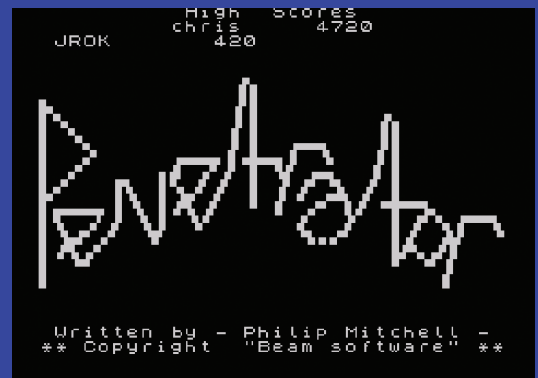 High Scores
chris 4720
JROK 420
Penetrator
Written by - Philip Mitchell -
** Copyright "Beam software" **